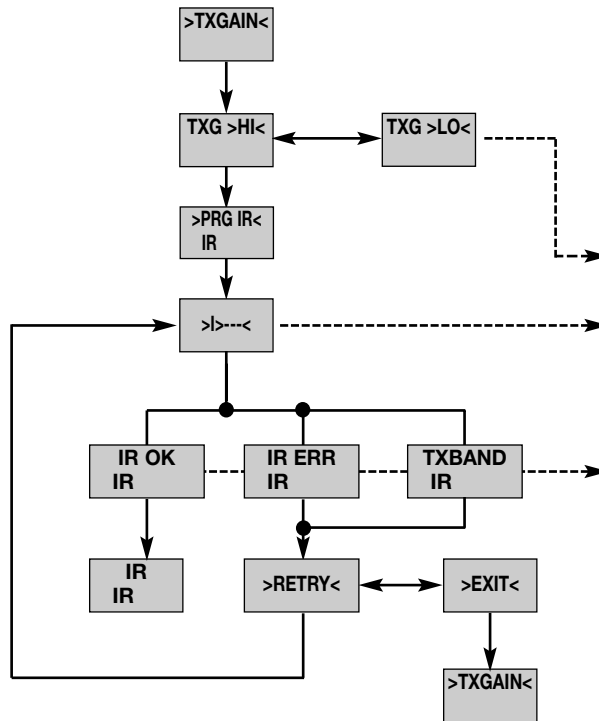 >TXGAIN<
TXG >HI<
TXG >LO<
>PRG IR<
IR
>I>---<
IR OK
IR
IR ERR
IR
TXBAND
IR
IR
IR
>RETRY<
>EXIT<
>TXGAIN<